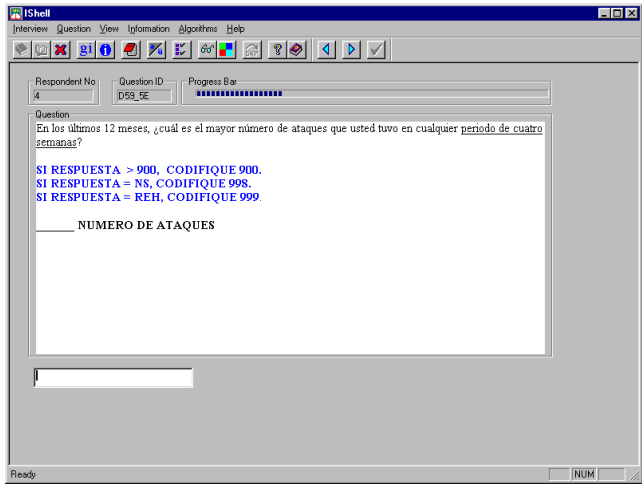 IShell
Interview Question View Information Algorithms Help
gi
SKIP
Respondent No
Question ID
Progress Bar
4
D59_5E
Question
En los últimos 12 meses, ¿cuál es el mayor número de ataques que usted tuvo en cualquier periodo de cuatro
semanas?
SI RESPUESTA > 900, CODIFIQUE 900.
SI RESPUESTA = NS, CODIFIQUE 998.
SI RESPUESTA = REH, CODIFIQUE 999.
______ NUMERO DE ATAQUES
Ready
NUM